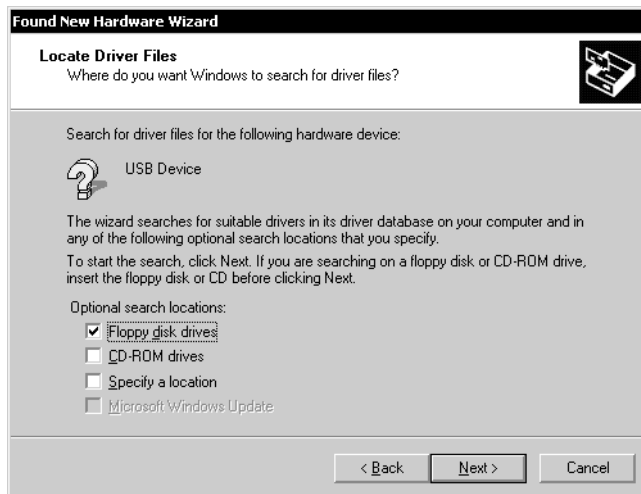 Found New Hardware Wizard
Locate Driver Files
Where do you want Windows to search for driver files?
Search for driver files for the following hardware device:
USB Device
The wizard searches for suitable drivers in its driver database on your computer and in
any of the following optional search locations that you specify.
To start the search, click Next. If you are searching on a floppy disk or CD-ROM drive,
insert the floppy disk or CD before clicking Next.
Optional search locations:
Floppy disk drives
CD-ROM drives
Specify a location
Microsoft Windows Update
< Back Next > Cancel